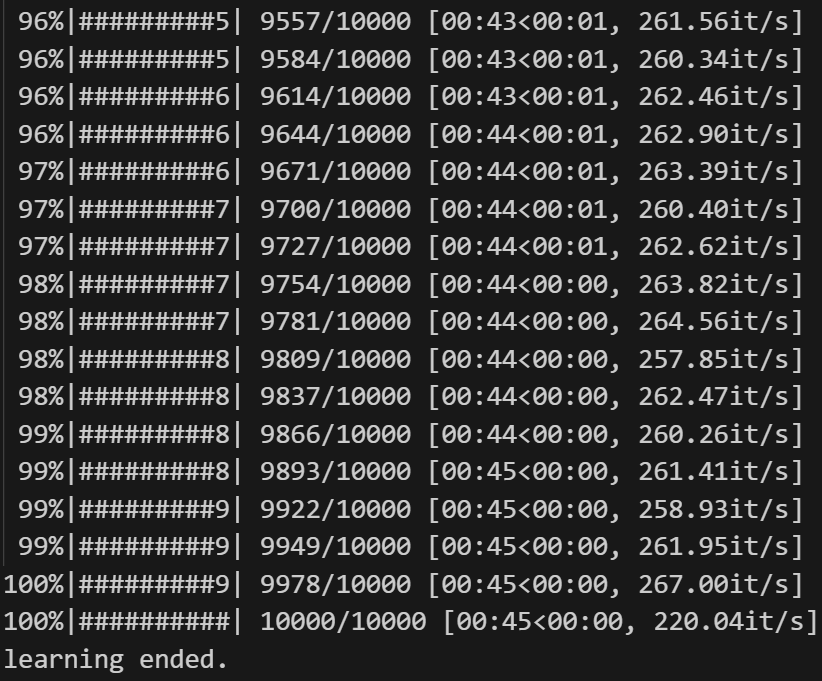 96%|#########5| 9557/10000 [00:43<00:01, 261.56it/s]
96%|#########5| 9584/10000 [00:43<00:01, 260.34it/s]
96%|#########6| 9614/10000 [00:43<00:01, 262.46it/s]
96%|#########6| 9644/10000 [00:44<00:01, 262.90it/s]
97%|#########6| 9671/10000 [00:44<00:01, 263.39it/s]
97%|#########7| 9700/10000 [00:44<00:01, 260.40it/s]
97%|#########7| 9727/10000 [00:44<00:01, 262.62it/s]
98%|#########7| 9754/10000 [00:44<00:00, 263.82it/s]
98%|#########7| 9781/10000 [00:44<00:00, 264.56it/s]
98%|#########8| 9809/10000 [00:44<00:00, 257.85it/s]
98%|#########8| 9837/10000 [00:44<00:00, 262.47it/s]
99%|#########8| 9866/10000 [00:44<00:00, 260.26it/s]
99%|#########8| 9893/10000 [00:45<00:00, 261.41it/s]
99%|#########9| 9922/10000 [00:45<00:00, 258.93it/s]
99%|#########9| 9949/10000 [00:45<00:00, 261.95it/s]
100%|#########9| 9978/10000 [00:45<00:00, 267.00it/s]
100%|##########| 10000/10000 [00:45<00:00, 220.04it/s]
learning ended.